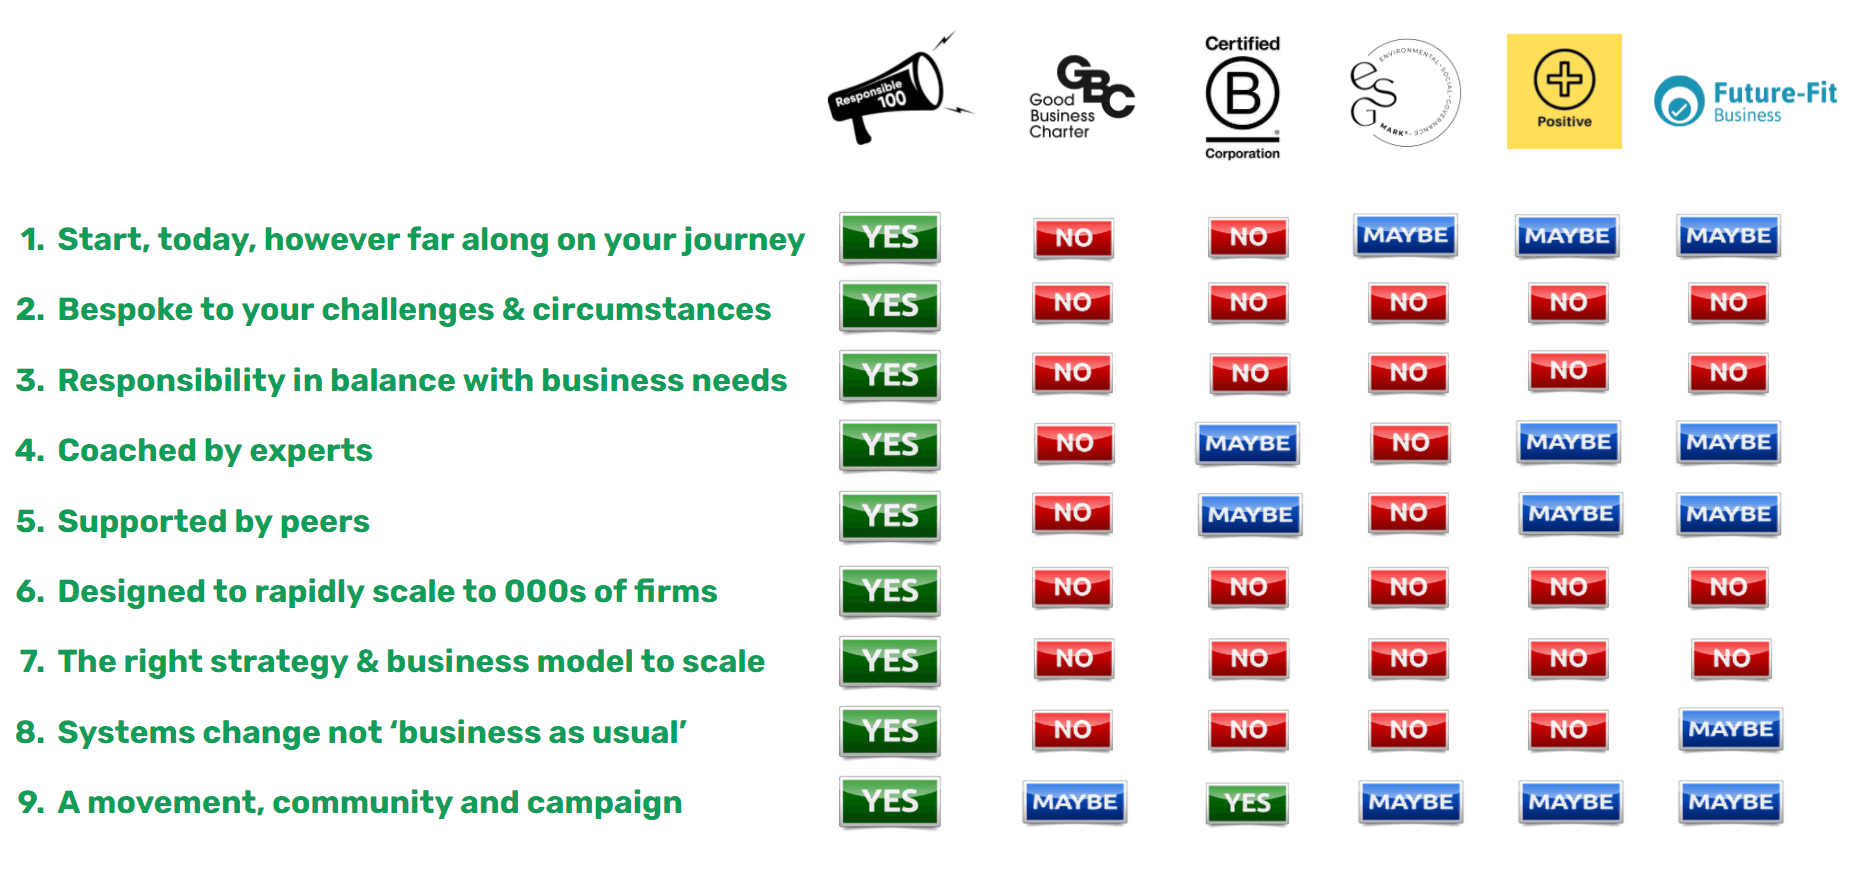 Responsible
100
GBC
Good
Business
Charter
Certified
B
®
Corporation
esG
MARK®
ENVIRONMENTAL · SOCIAL · GOVERNANCE
Positive
Future-Fit
Business
1. Start, today, however far along on your journey YES NO NO MAYBE MAYBE MAYBE
2. Bespoke to your challenges & circumstances YES NO NO NO NO NO
3. Responsibility in balance with business needs YES NO NO NO NO NO
4. Coached by experts YES NO MAYBE NO MAYBE MAYBE
5. Supported by peers YES NO MAYBE NO MAYBE MAYBE
6. Designed to rapidly scale to 000s of firms YES NO NO NO NO NO
7. The right strategy & business model to scale YES NO NO NO NO NO
8. Systems change not ‘business as usual’ YES NO NO NO NO MAYBE
9. A movement, community and campaign YES MAYBE YES MAYBE MAYBE MAYBE